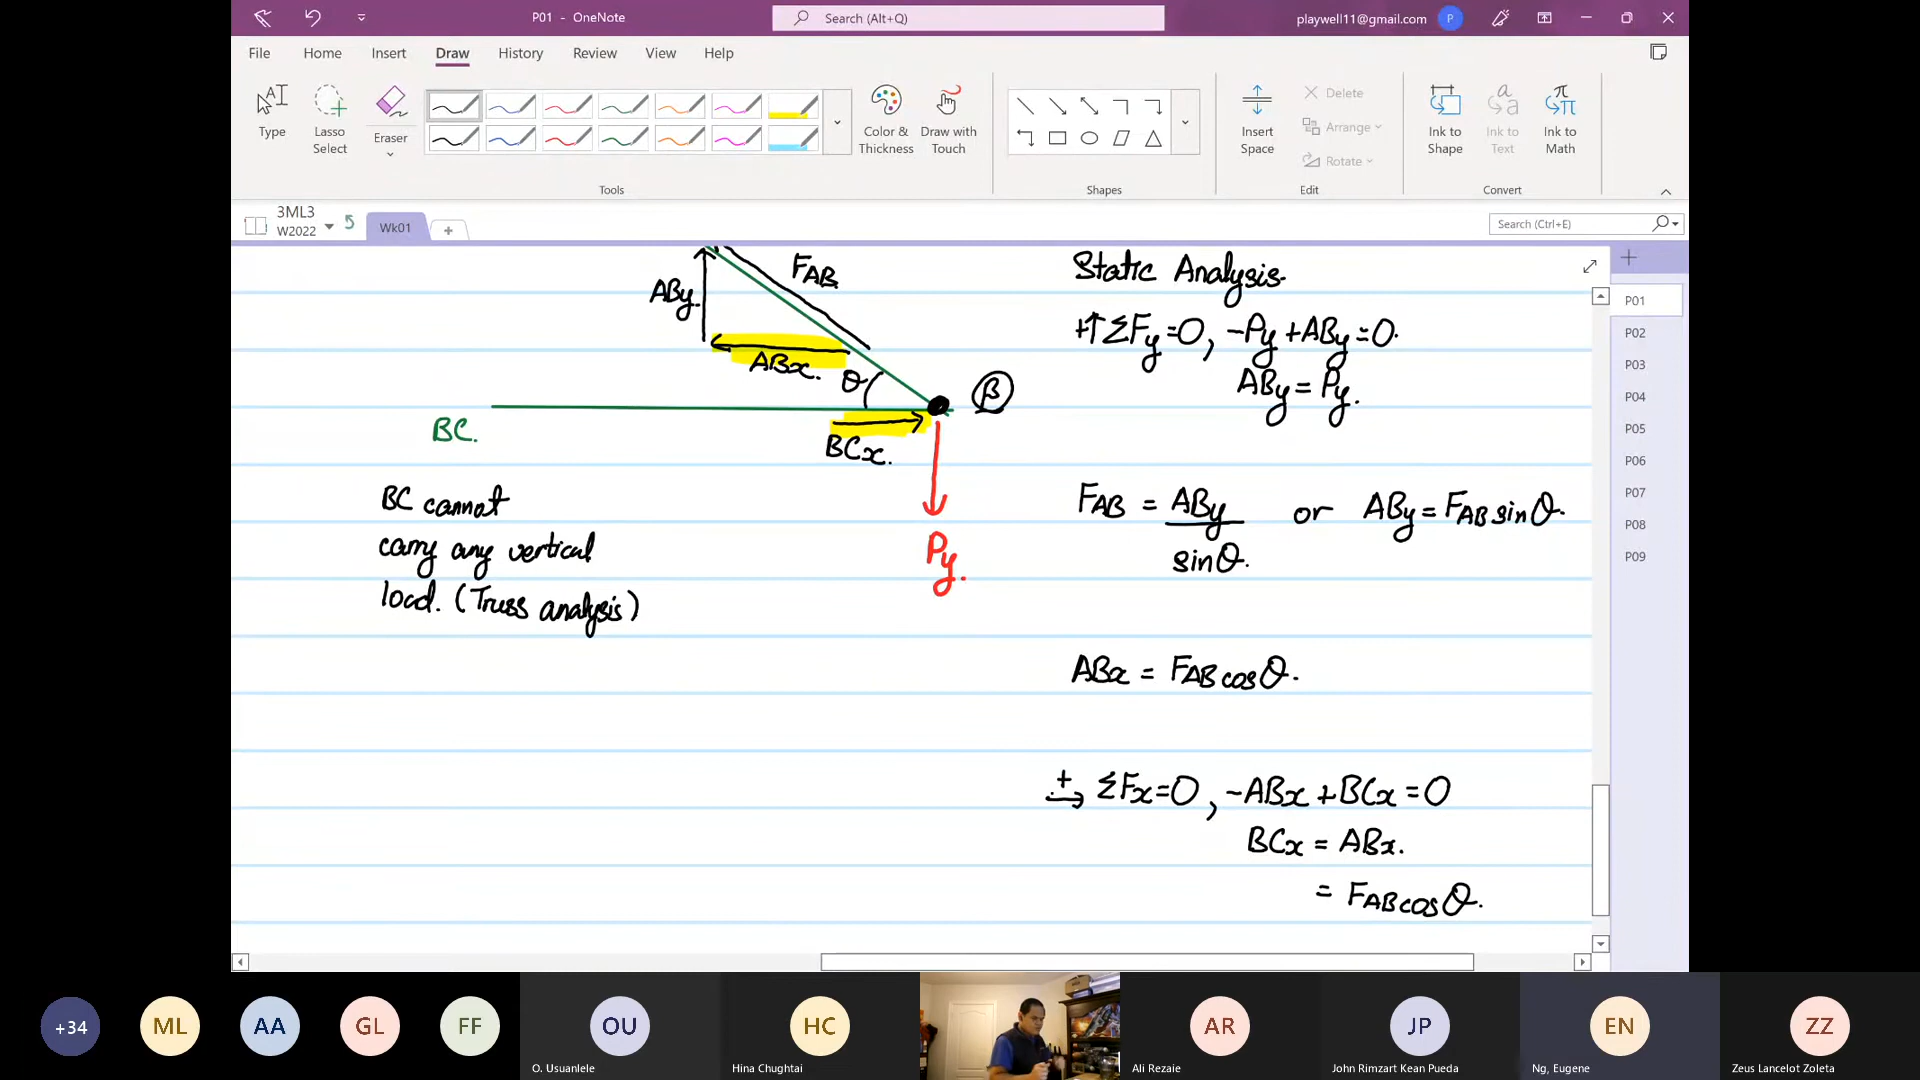 P01 - OneNote
Search (Alt+Q)
playwell11@gmail.com
P
File Home Insert Draw History Review View Help
Type
Lasso Select
Eraser
Color & Thickness
Draw with Touch
Insert Space
Delete
Arrange
Rotate
Ink to Shape
Ink to Text
Ink to Math
Tools
Shapes
Edit
Convert
3ML3
W2022
Wk01
Search (Ctrl+E)
P01
P02
P03
P04
P05
P06
P07
P08
P09
FAB
ABy.
ABx.
θ
B
BC.
BCx.
Py.
BC cannot
carry any vertical
load. (Truss analysis)
Static Analysis.
+↑ΣFy=0, -Py+ABy=0.
ABy = Py.
FAB = ABy / sinθ. or ABy = FAB sinθ.
ABx = FAB cosθ.
+→ ΣFx=0, -ABx+BCx=0
BCx = ABx.
= FAB cosθ.
+34
ML
AA
GL
FF
OU
O. Usuanlele
HC
Hina Chughtai
AR
Ali Rezaie
JP
John Rimzart Kean Pueda
EN
Ng, Eugene
ZZ
Zeus Lancelot Zoleta